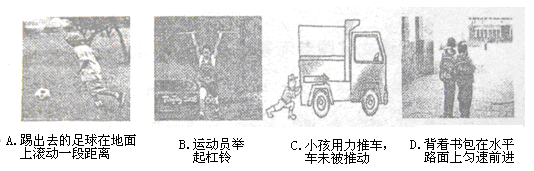 A.踢出去的足球在地面
上滚动一段距离
B.运动员举
起杠铃
C.小孩用力推车，
车未被推动
D.背着书包在水平
路面上匀速前进